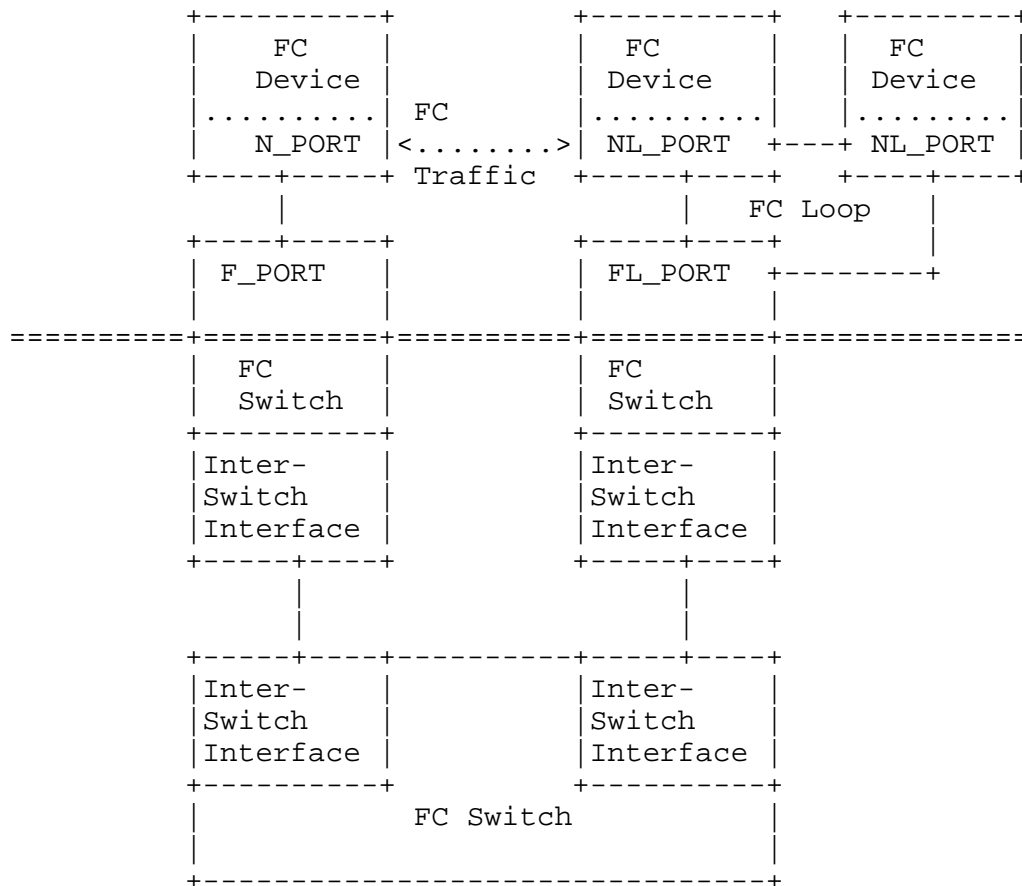 FC FC FC
Device Device Device
FC
N_PORT NL_PORT NL_PORT
Traffic
FC Loop
F_PORT FL_PORT
FC FC
Switch Switch
Inter- Inter-
Switch Switch
Interface Interface
Inter- Inter-
Switch Switch
Interface Interface
FC Switch